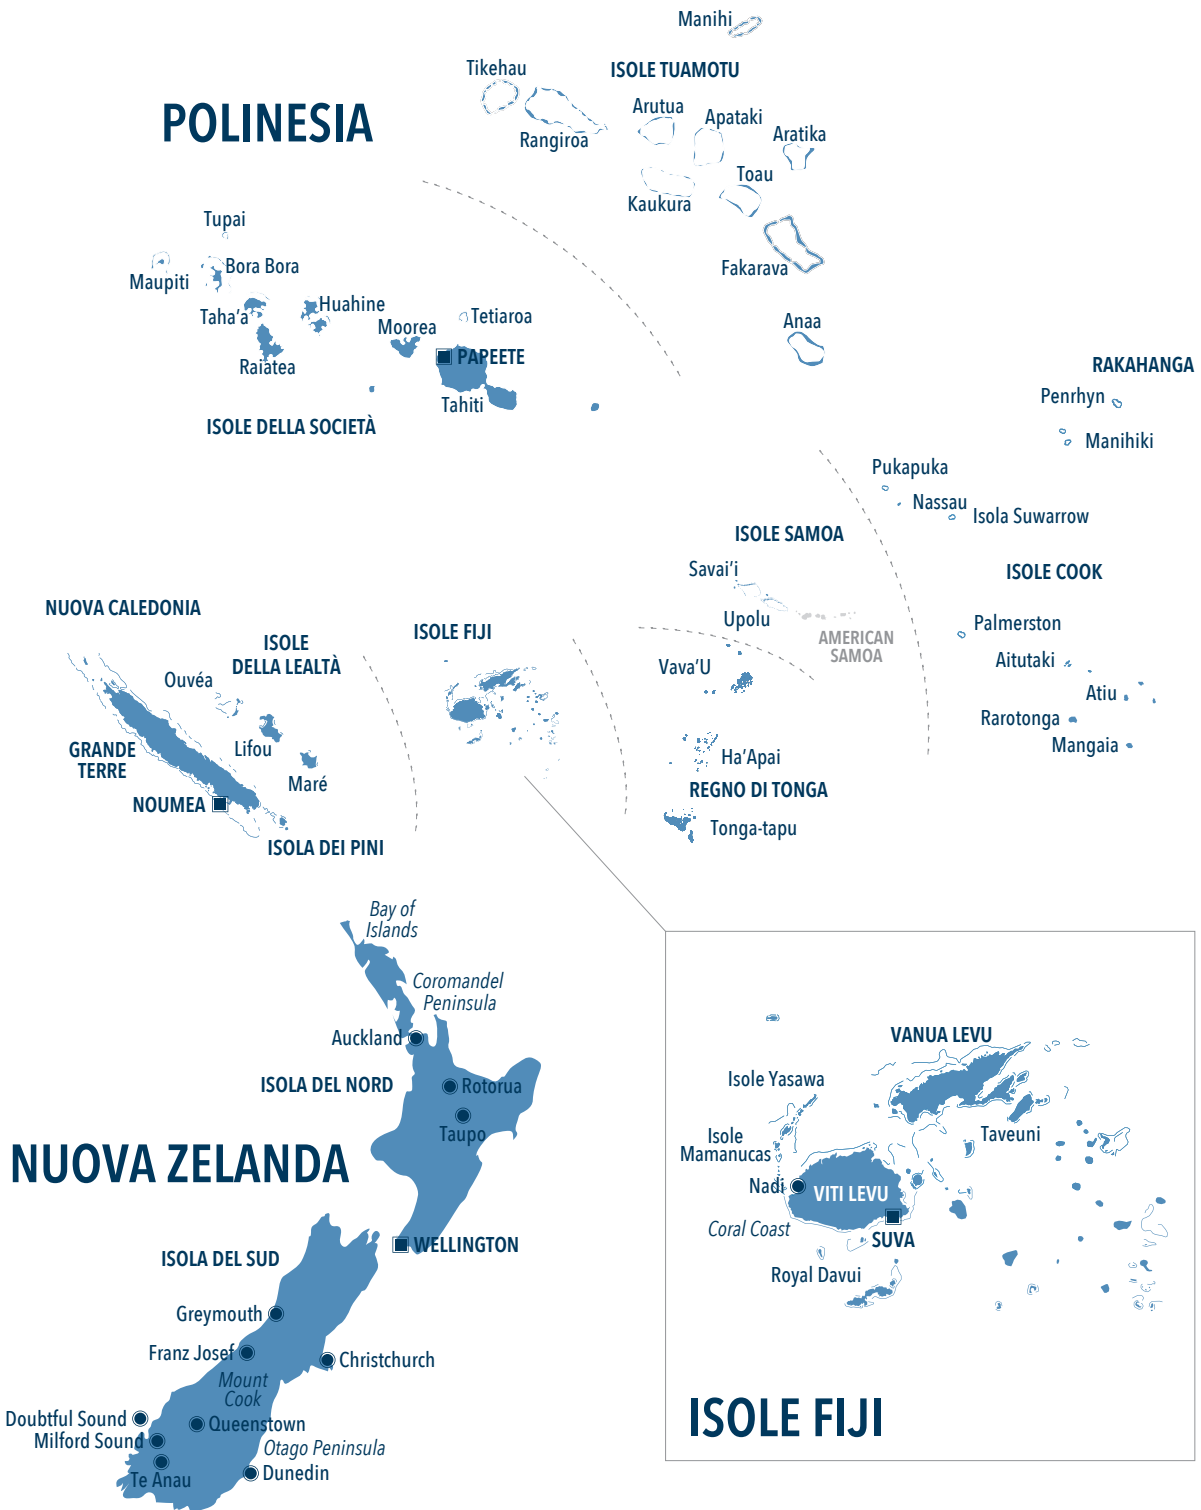 Manihi
Tikehau
ISOLE TUAMOTU
POLINESIA
Arutua
Apataki
Rangiroa
Aratika
Toau
Kaukura
Tupai
Fakarava
Maupiti
Bora Bora
Taha'a
Huahine
Moorea
Tetiaroa
Anaa
Raiatea
PAPEETE
RAKAHANGA
Tahiti
Penrhyn
ISOLE DELLA SOCIETÀ
Manihiki
Pukapuka
Nassau
Isola Suwarrow
ISOLE SAMOA
Savai'i
ISOLE COOK
NUOVA CALEDONIA
Upolu
Palmerston
ISOLE
DELLA LEALTÀ
ISOLE FIJI
AMERICAN
SAMOA
Aitutaki
Ouvéa
Vava'U
Atiu
Rarotonga
GRANDE
TERRE
Lifou
Mangaia
Ha'Apai
Maré
REGNO DI TONGA
NOUMEA
Tonga-tapu
ISOLA DEI PINI
Bay of
Islands
Coromandel
Peninsula
Auckland
ISOLA DEL NORD
Rotorua
Taupo
NUOVA ZELANDA
WELLINGTON
ISOLA DEL SUD
Greymouth
Franz Josef
Christchurch
Mount
Cook
Doubtful Sound
Queenstown
Milford Sound
Otago Peninsula
Te Anau
Dunedin
VANUA LEVU
Isole Yasawa
Taveuni
Isole
Mamanucas
Nadi
VITI LEVU
Coral Coast
SUVA
Royal Davui
ISOLE FIJI